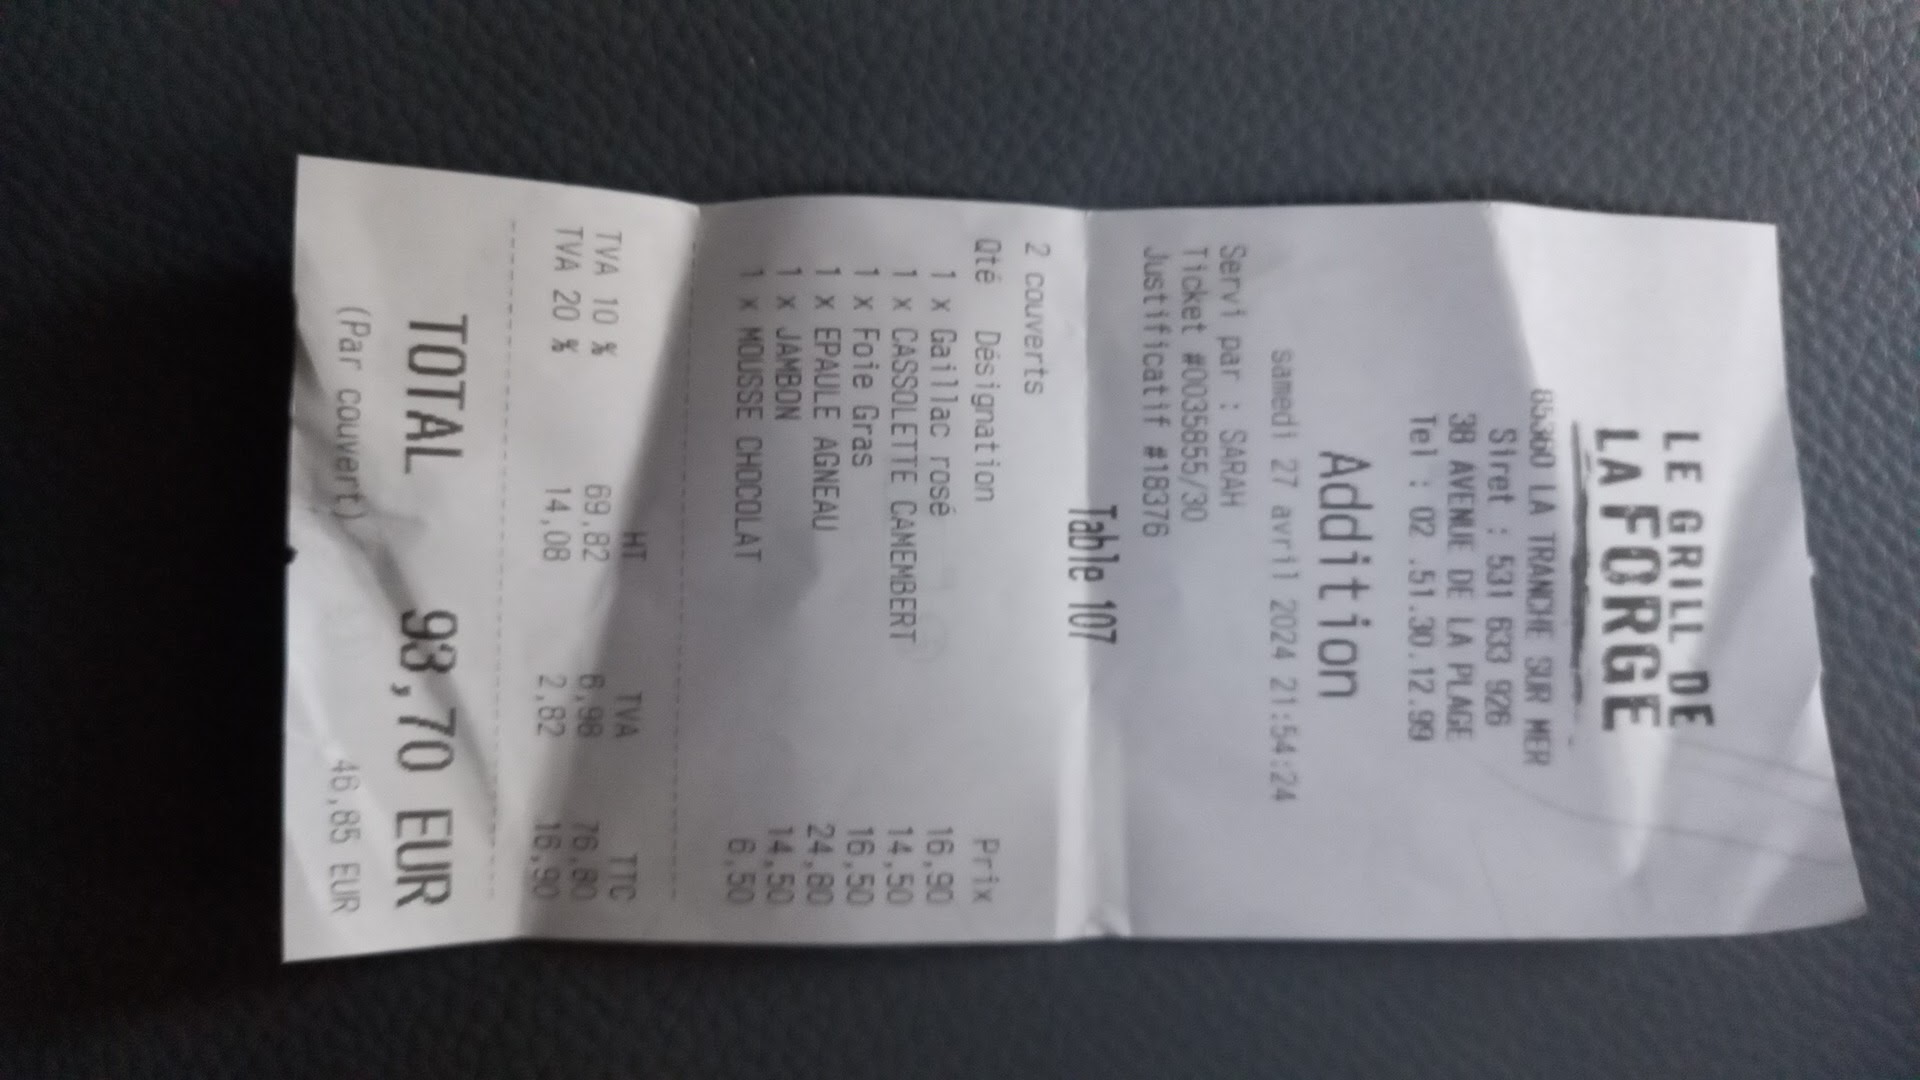 LE GRILL DE
LA FORGE
85360 LA TRANCHE SUR MER
Siret : 531 633 926
38 AVENUE DE LA PLAGE
Tel : 02 .51.30.12.99
Addition
samedi 27 avril 2024 21:54:24
Servi par : SARAH
Ticket #0035855/30
Justificatif #18376
Table 107
2 couverts
Qté Désignation Prix
1 x Gaillac rosé 16,90
1 x CASSOLETTE CAMEMBERT 14,50
1 x Foie Gras 16,50
1 x EPAULE AGNEAU 24,80
1 x JAMBON 14,50
1 x MOUSSE CHOCOLAT 6,50
HT TVA TTC
TVA 10 % 69,82 6,98 76,80
TVA 20 % 14,08 2,82 16,90
TOTAL 93,70 EUR
(Par couvert) 46,85 EUR